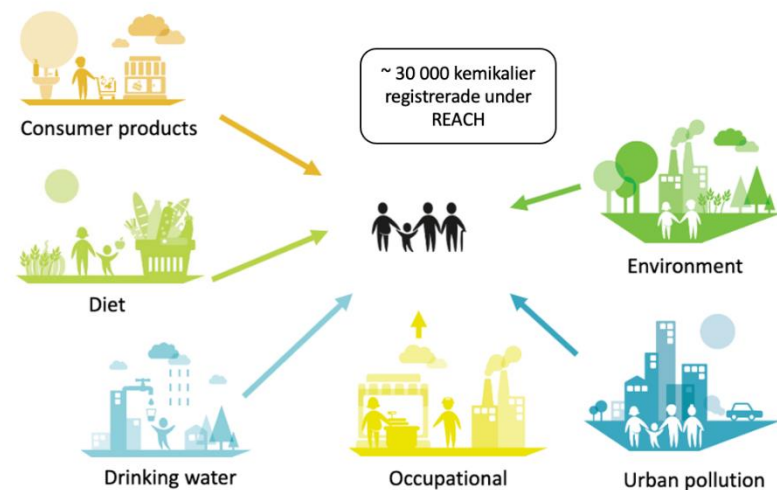 ~ 30 000 kemikalier
registrerade under
REACH
Consumer products
Diet
Environment
Drinking water
Occupational
Urban pollution